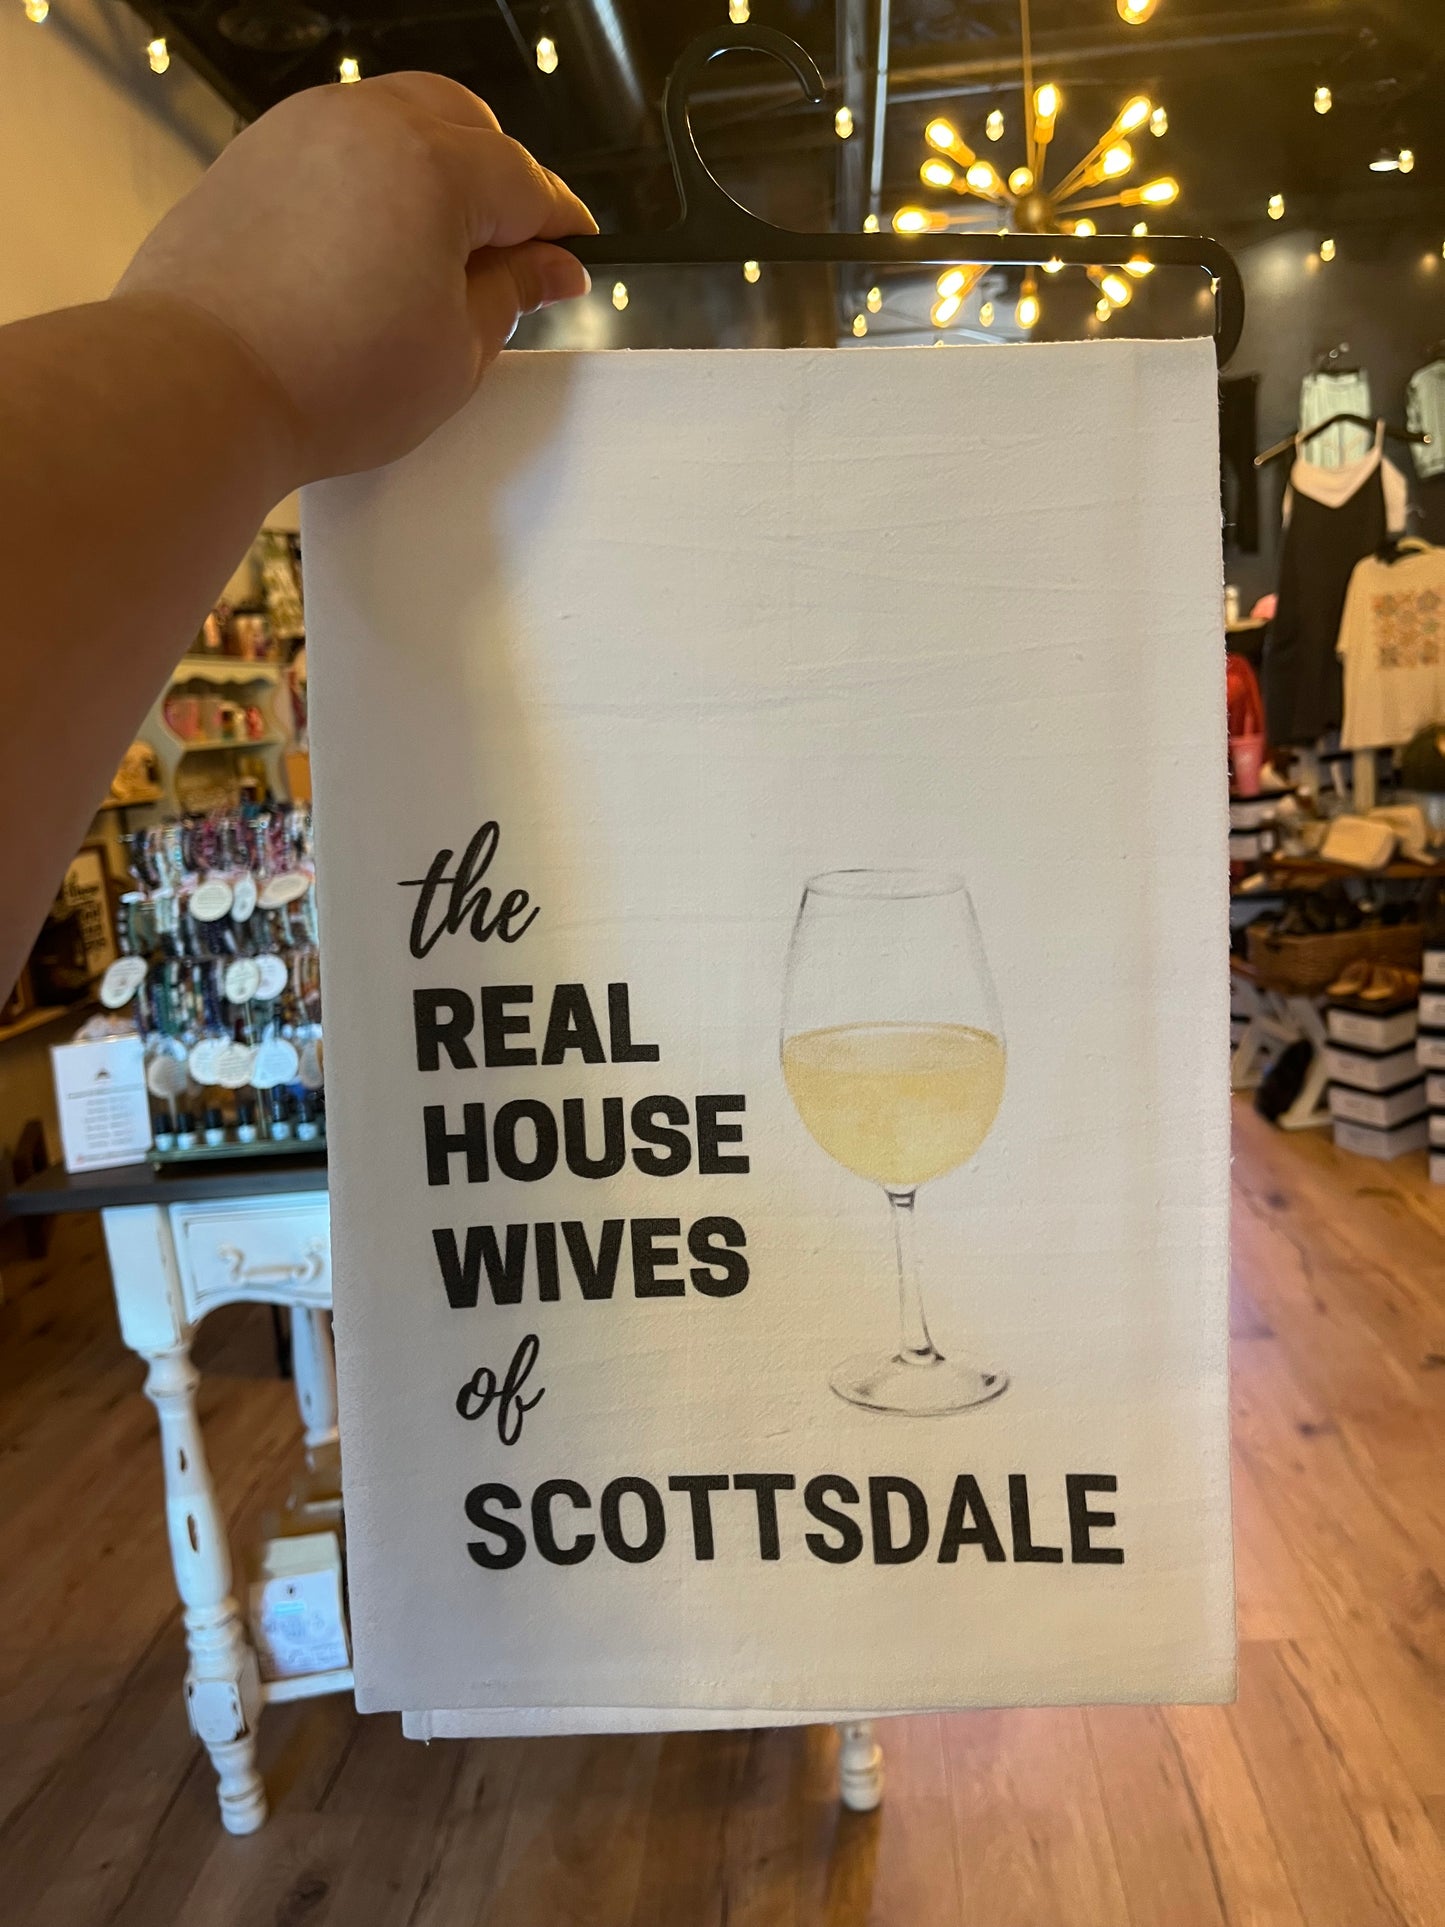 the
REAL
HOUSE
WIVES
of
SCOTTSDALE